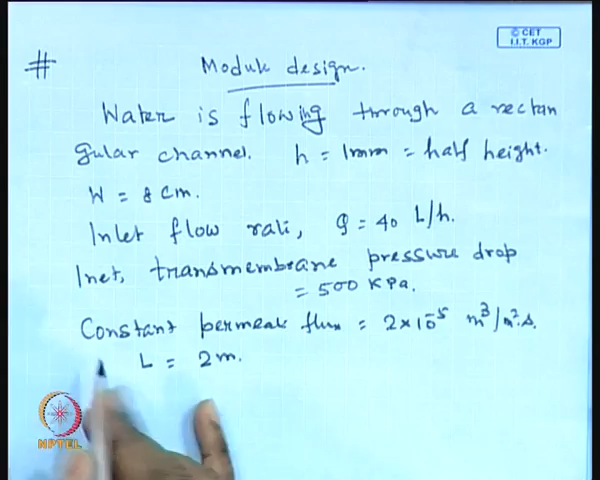 © CET
I.I.T. KGP
# Module design.
Water is flowing through a rectan
gular channel. h = 1mm = half height.
W = 8 cm.
Inlet flow rate, Q = 40 L/h.
Inet, transmembrane pressure drop
= 500 KPa.
Constant permeate flux = 2×10⁻⁵ m³/m².s.
L = 2m.
NPTEL